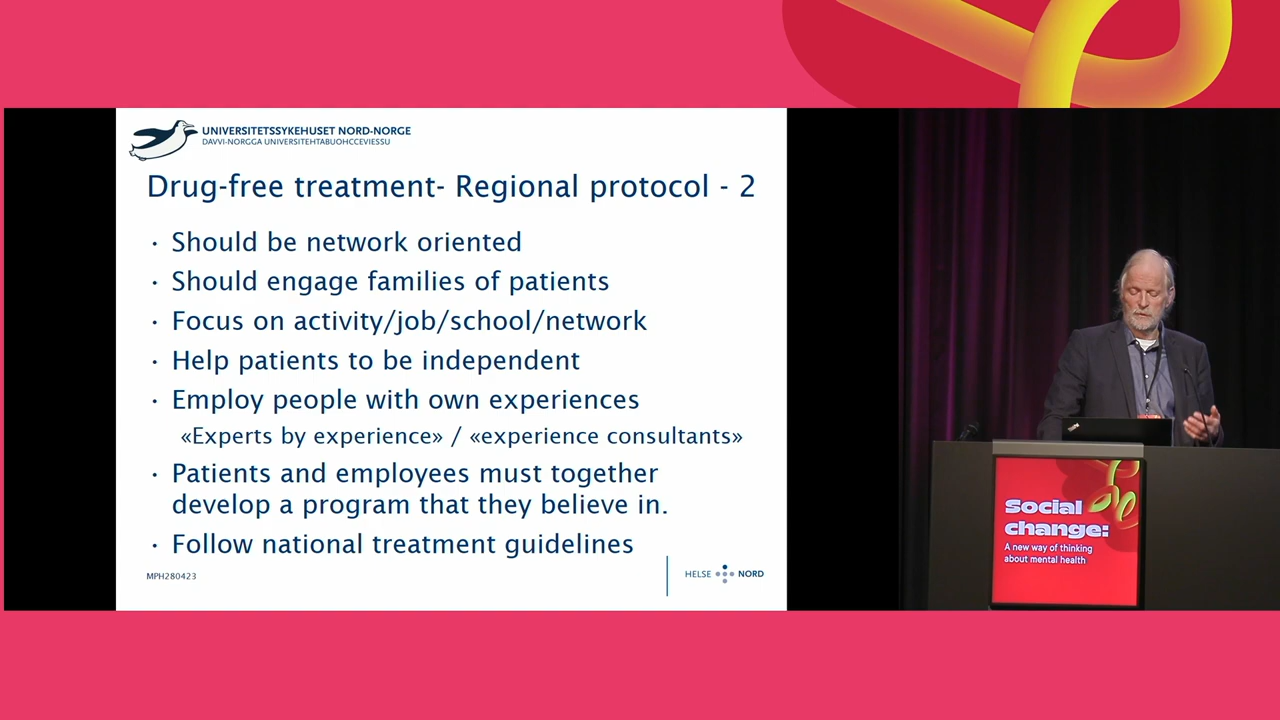 UNIVERSITETSSYKEHUSET NORD-NORGE
DAVVI-NORGGA UNIVERSITEHTABUOHCCEVIESSU
Drug-free treatment- Regional protocol - 2
• Should be network oriented
• Should engage families of patients
• Focus on activity/job/school/network
• Help patients to be independent
• Employ people with own experiences
«Experts by experience» / «experience consultants»
• Patients and employees must together
develop a program that they believe in.
• Follow national treatment guidelines
MPH280423
HELSE NORD
Social
change:
A new way of thinking
about mental health